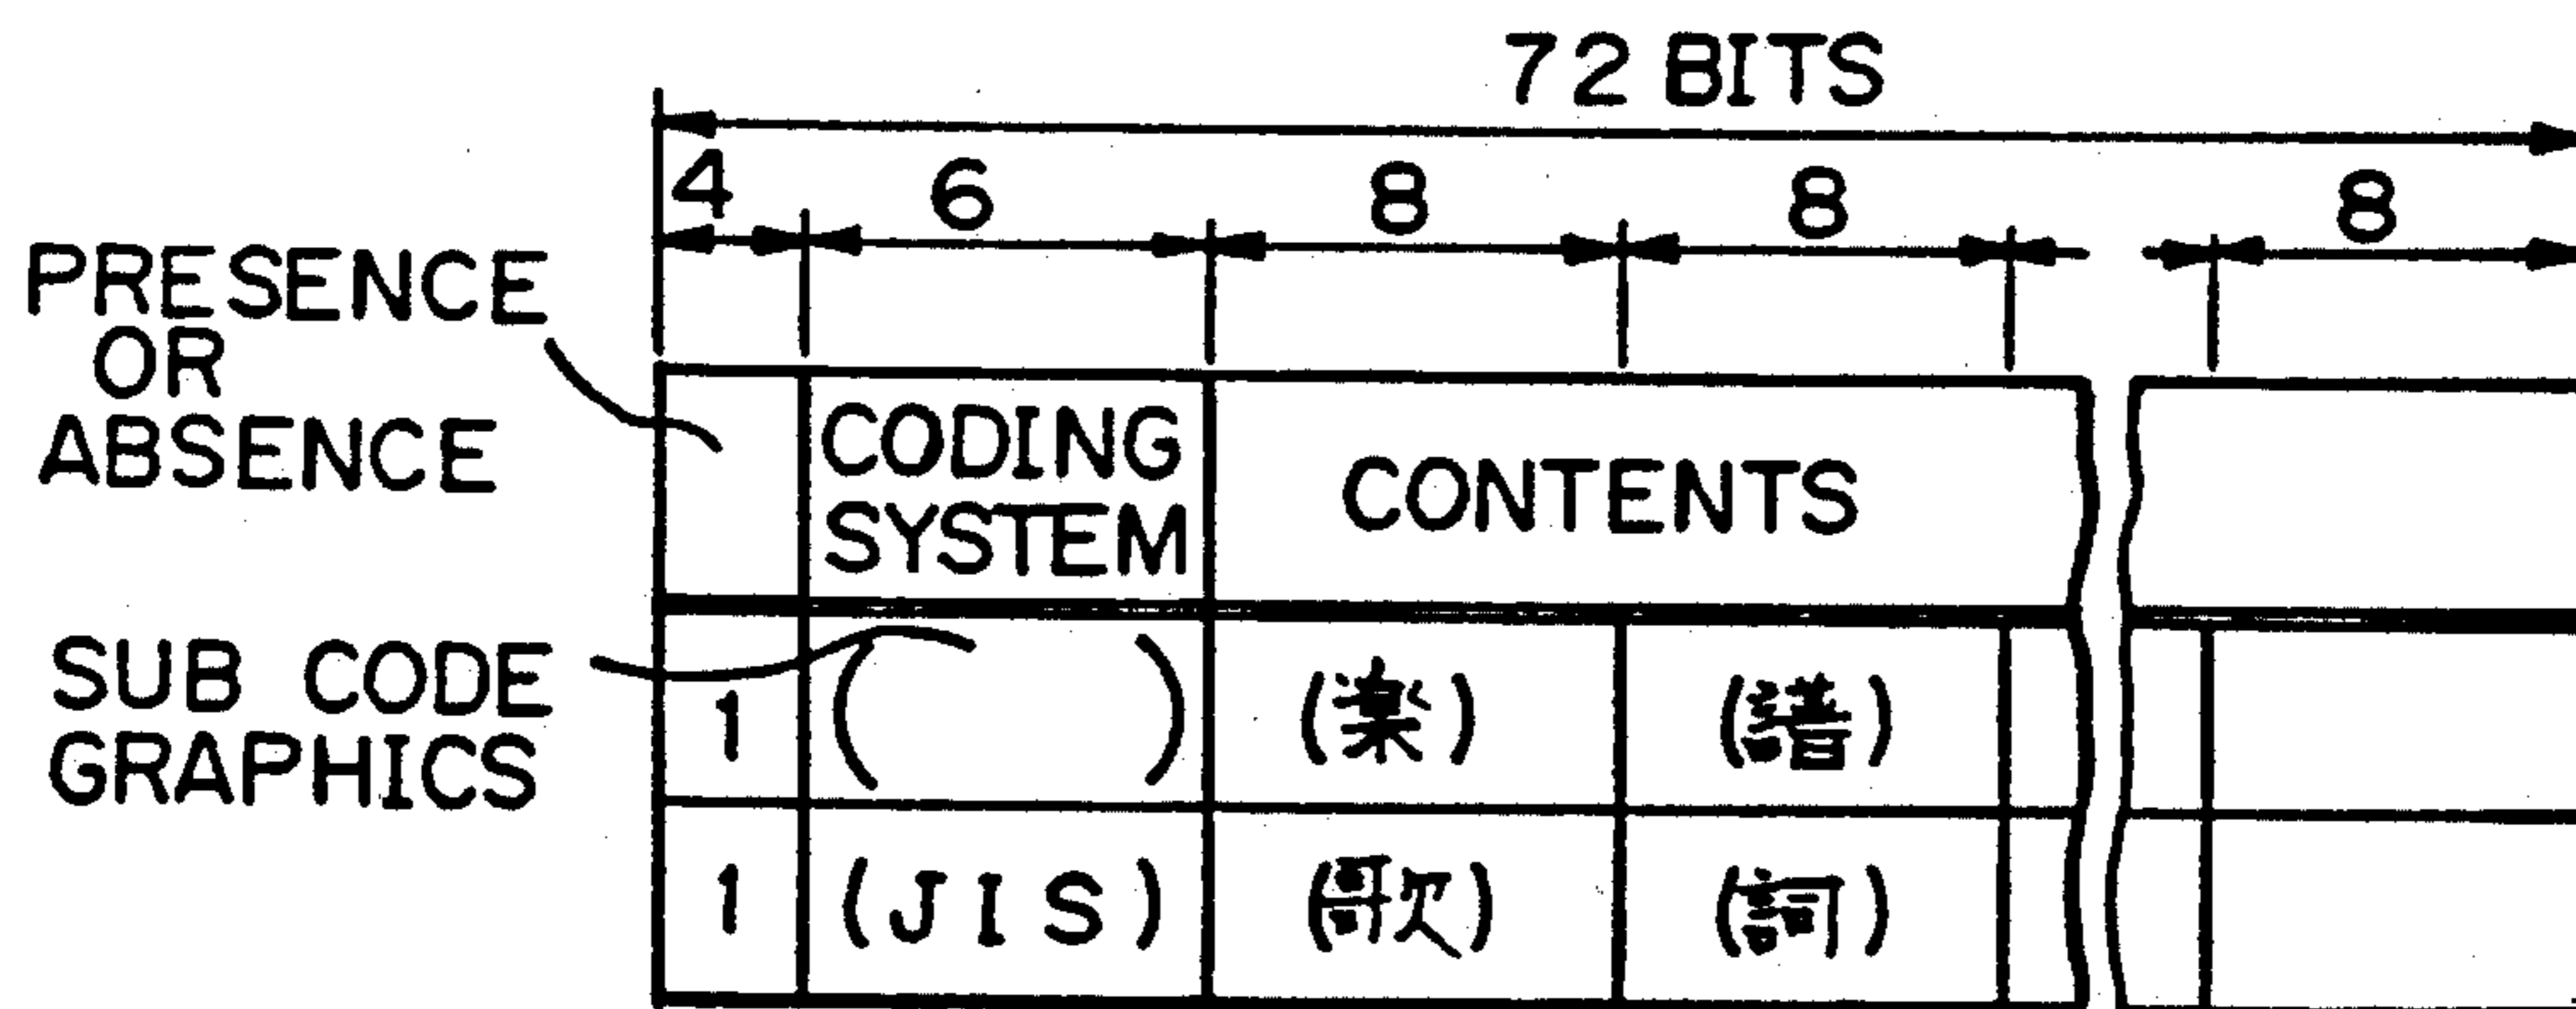 72 BITS
4 6 8 8 8
PRESENCE
OR
ABSENCE
CODING
SYSTEM
CONTENTS
SUB CODE
GRAPHICS
1 ( ) (楽) (譜)
1 (JIS) (歌) (詞)